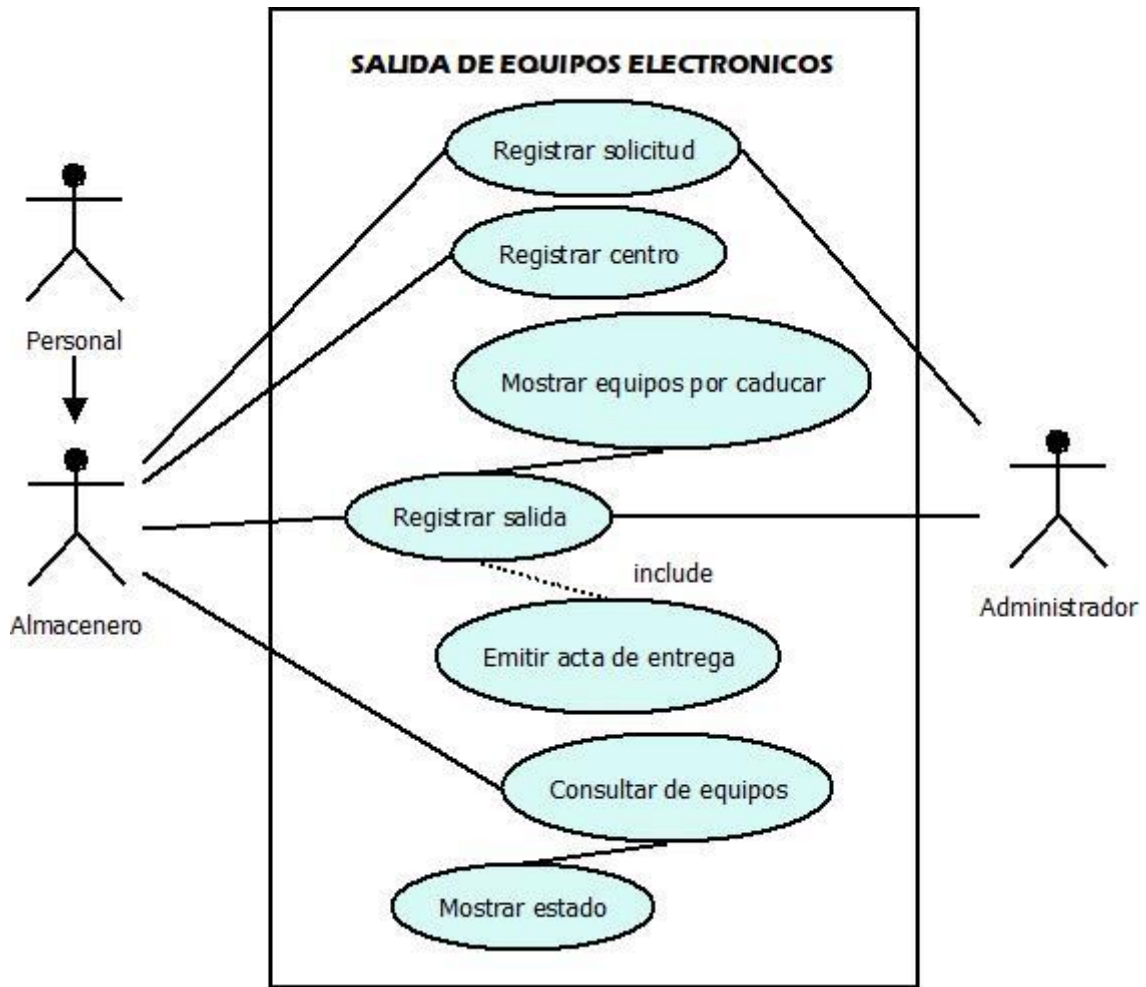 SALIDA DE EQUIPOS ELECTRONICOS
Registrar solicitud
Registrar centro
Personal
Mostrar equipos por caducar
Registrar salida
include
Almacenero
Administrador
Emitir acta de entrega
Consultar de equipos
Mostrar estado